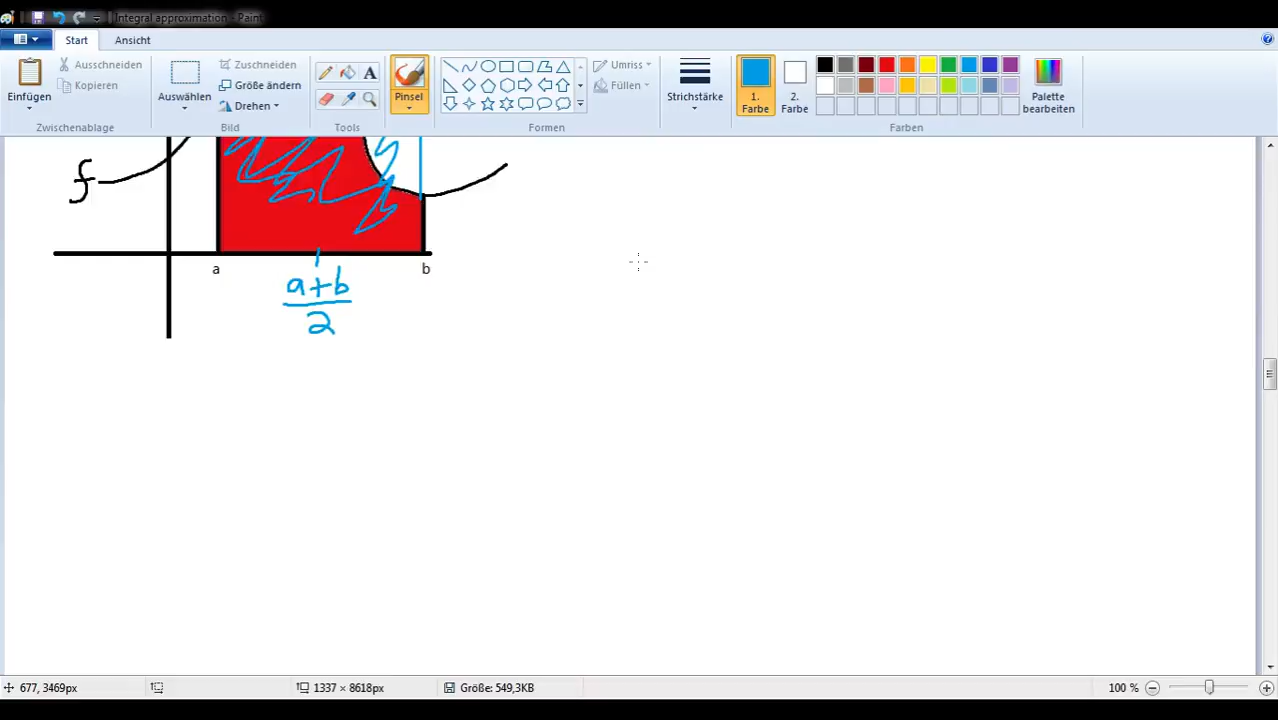 Integral approximation - Paint
Start
Ansicht
Einfügen
Ausschneiden
Kopieren
Zwischenablage
Auswählen
Zuschneiden
Größe ändern
Drehen
Bild
A
Tools
Pinsel
Formen
Umriss
Füllen
Strichstärke
1.
Farbe
2.
Farbe
Farben
Palette
bearbeiten
f
a
b
a+b
2
677, 3469px
1337 × 8618px
Größe: 549,3KB
100 %